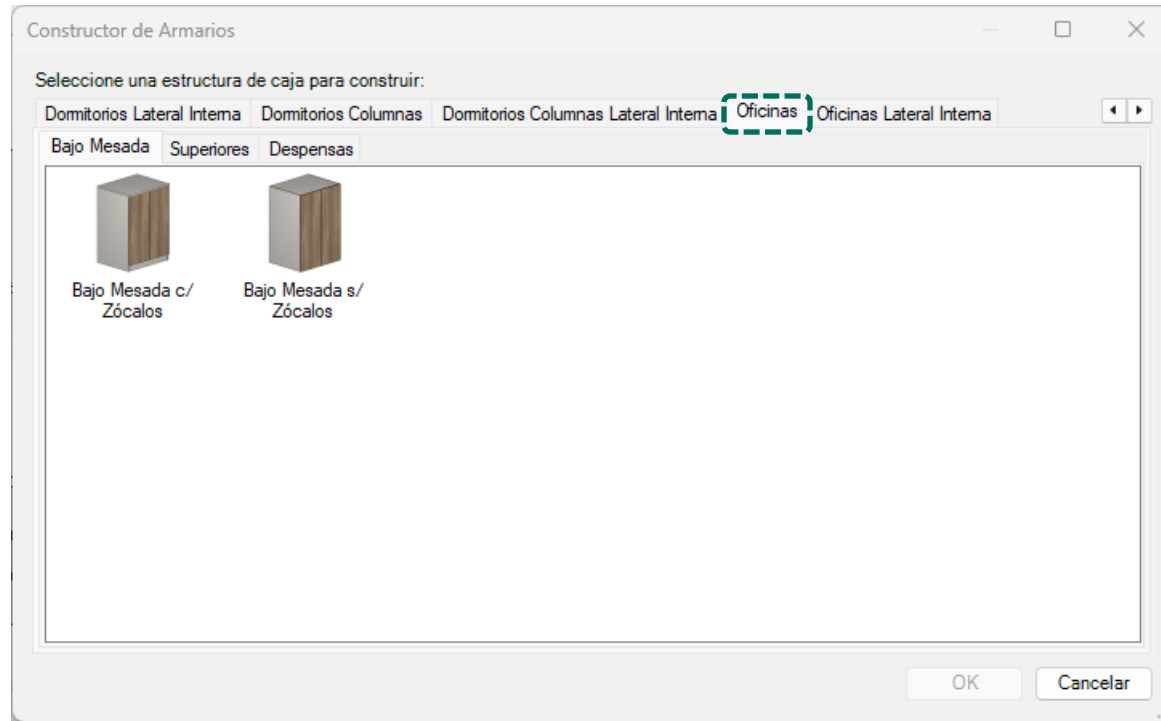 Constructor de Armarios
Seleccione una estructura de caja para construir:
Dormitorios Lateral Interna Dormitorios Columnas Dormitorios Columnas Lateral Interna Oficinas Oficinas Lateral Interna
Bajo Mesada Superiores Despensas
Bajo Mesada c/
Zócalos
Bajo Mesada s/
Zócalos
OK Cancelar